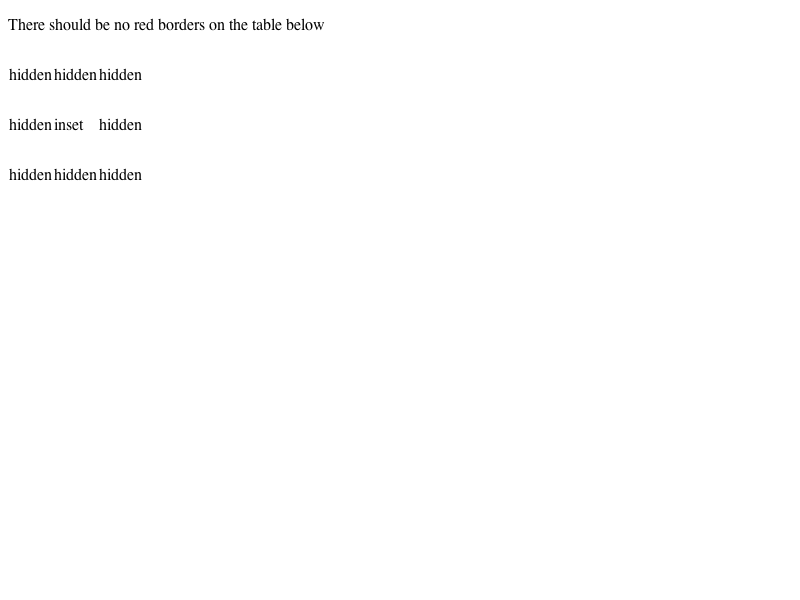 There should be no red borders on the table below
hidden hidden hidden
hidden inset hidden
hidden hidden hidden